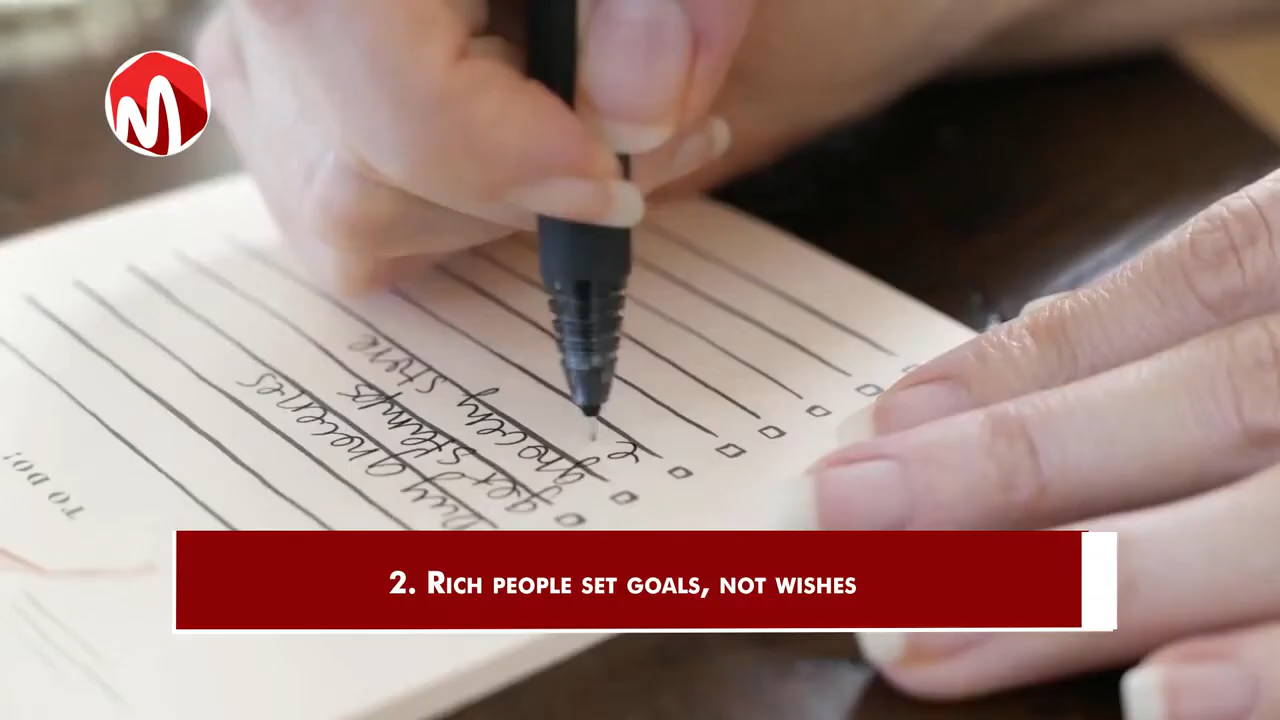 TO DO!
buy groceries
get stamps
grocery store
2. Rich people set goals, not wishes